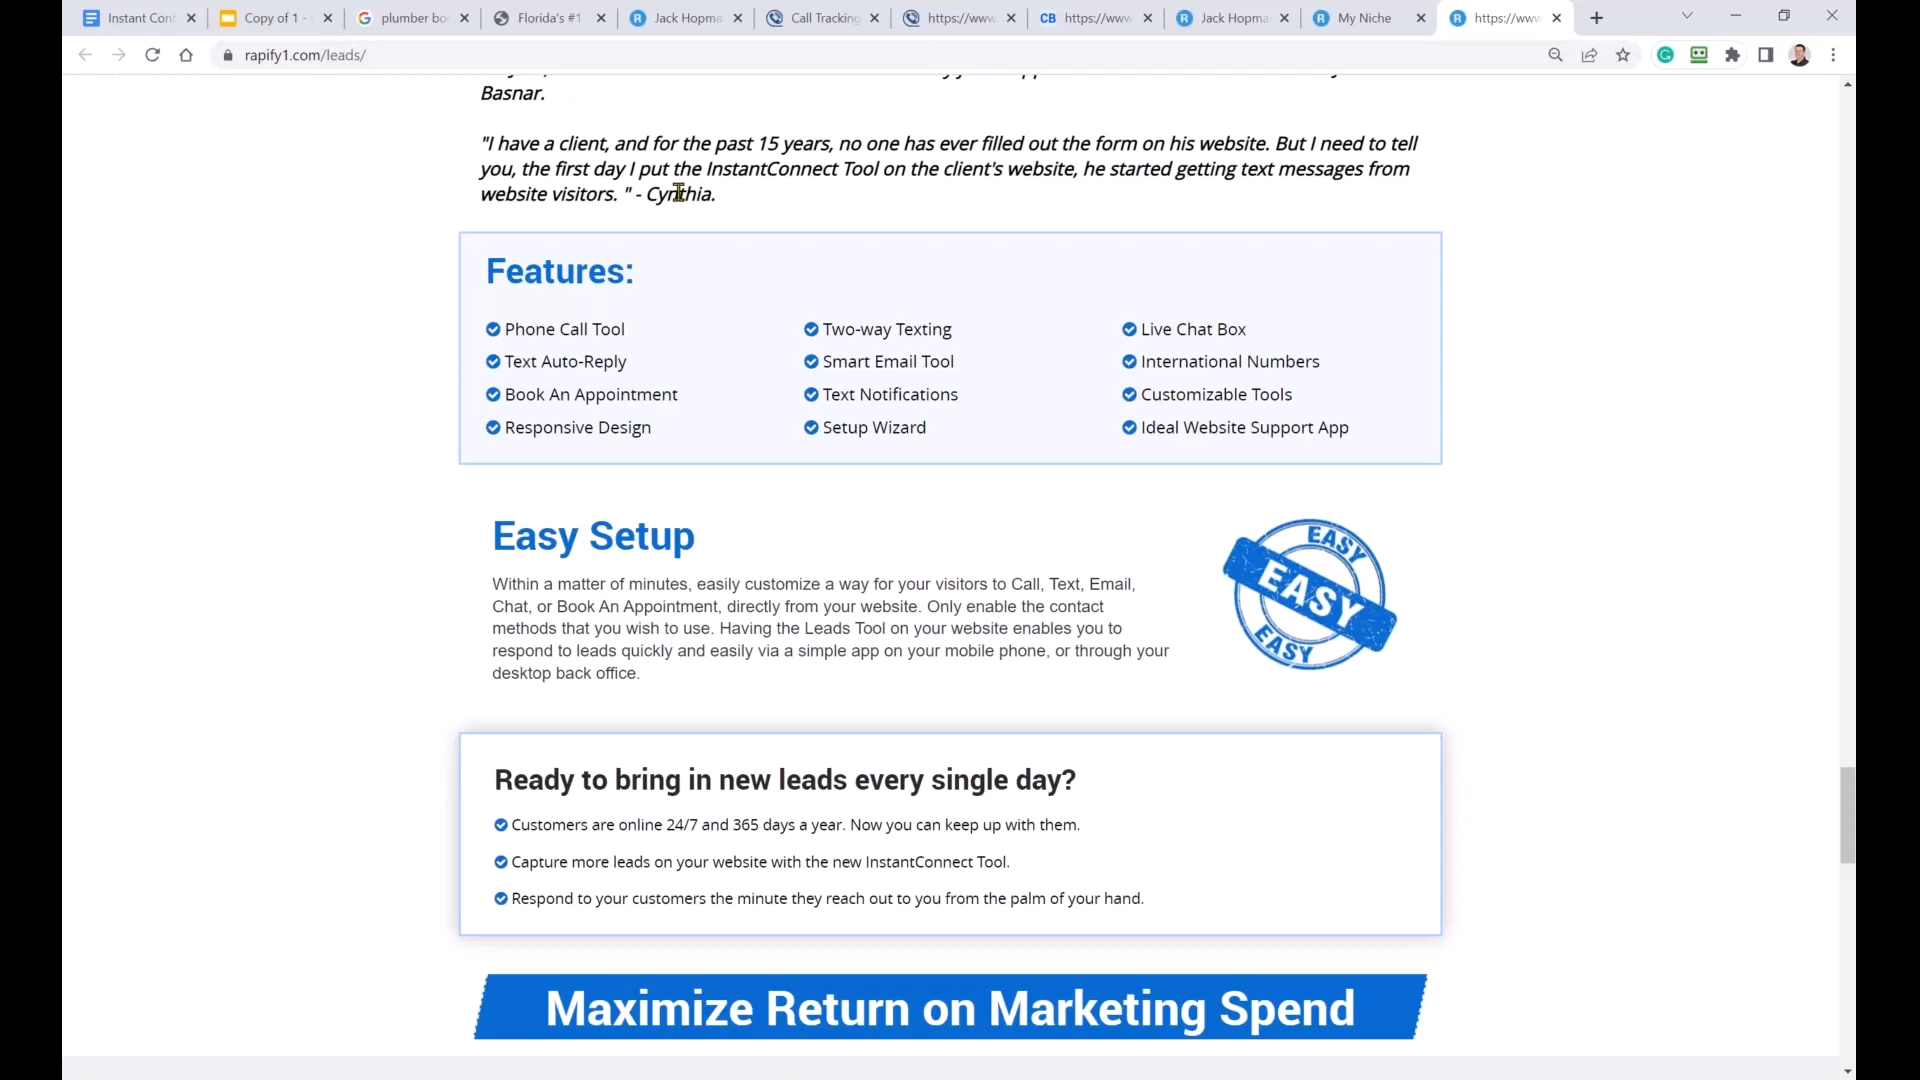 Instant Cont
Copy of 1 -
plumber bo
Florida's #1
Jack Hopma
Call Tracking
https://www
https://www
Jack Hopma
My Niche
https://www
rapify1.com/leads/
Basnar.
"I have a client, and for the past 15 years, no one has ever filled out the form on his website. But I need to tell
you, the first day I put the InstantConnect Tool on the client's website, he started getting text messages from
website visitors. " - Cynthia.
Features:
Phone Call Tool
Two-way Texting
Live Chat Box
Text Auto-Reply
Smart Email Tool
International Numbers
Book An Appointment
Text Notifications
Customizable Tools
Responsive Design
Setup Wizard
Ideal Website Support App
Easy Setup
Within a matter of minutes, easily customize a way for your visitors to Call, Text, Email,
Chat, or Book An Appointment, directly from your website. Only enable the contact
methods that you wish to use. Having the Leads Tool on your website enables you to
respond to leads quickly and easily via a simple app on your mobile phone, or through your
desktop back office.
EASY
EASY
EASY
Ready to bring in new leads every single day?
Customers are online 24/7 and 365 days a year. Now you can keep up with them.
Capture more leads on your website with the new InstantConnect Tool.
Respond to your customers the minute they reach out to you from the palm of your hand.
Maximize Return on Marketing Spend